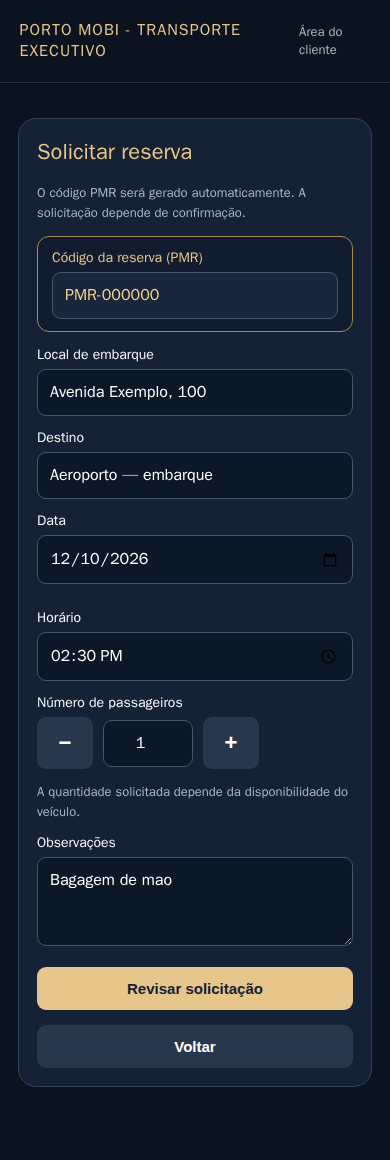 PORTO MOBI - TRANSPORTE
EXECUTIVO
Área do
cliente
Solicitar reserva
O código PMR será gerado automaticamente. A
solicitação depende de confirmação.
Código da reserva (PMR)
PMR-000000
Local de embarque
Avenida Exemplo, 100
Destino
Aeroporto — embarque
Data
12/10/2026
Horário
02:30 PM
Número de passageiros
− 1 +
A quantidade solicitada depende da disponibilidade do
veículo.
Observações
Bagagem de mao
Revisar solicitação
Voltar